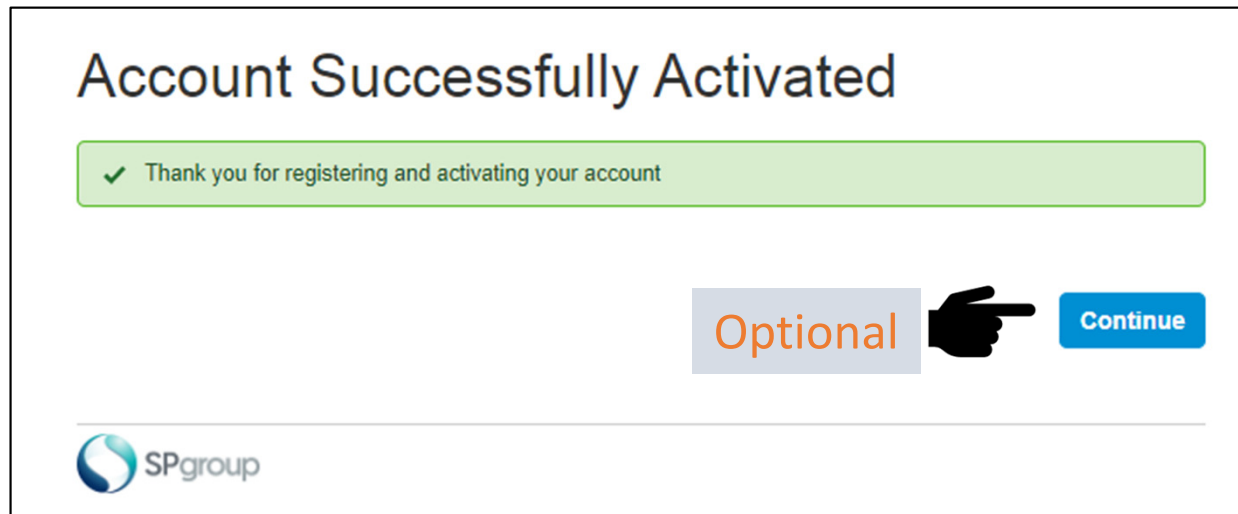 Account Successfully Activated
Thank you for registering and activating your account
Optional
Continue
SPgroup